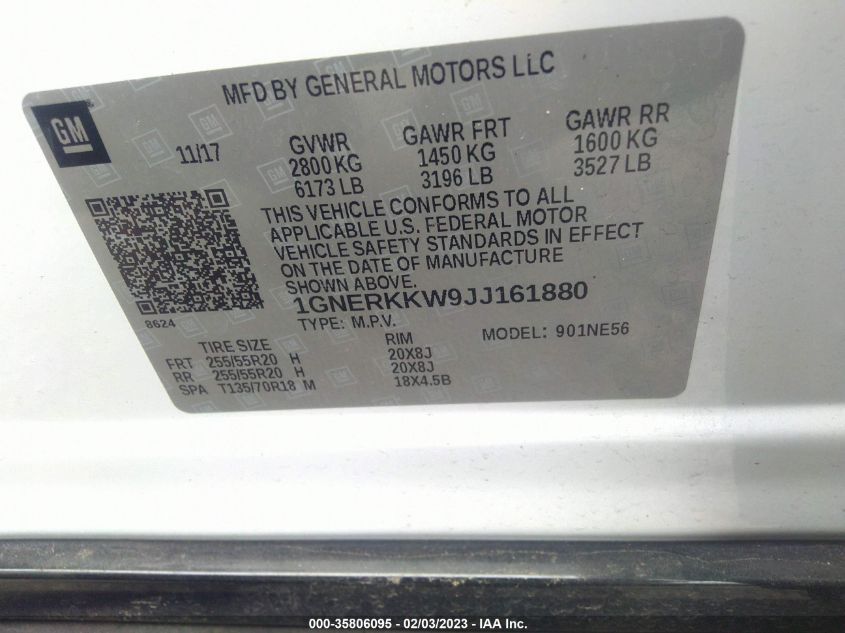 MFD BY GENERAL MOTORS LLC
GM
11/17
GVWR
2800 KG
6173 LB
GAWR FRT
1450 KG
3196 LB
GAWR RR
1600 KG
3527 LB
THIS VEHICLE CONFORMS TO ALL
APPLICABLE U.S. FEDERAL MOTOR
VEHICLE SAFETY STANDARDS IN EFFECT
ON THE DATE OF MANUFACTURE
SHOWN ABOVE.
8624
1GNERKKW9JJ161880
TYPE: M.P.V.
MODEL: 901NE56
TIRE SIZE RIM
FRT 255/55R20 H 20X8J
RR 255/55R20 H 20X8J
SPA T135/70R18 M 18X4.5B
000-35806095 - 02/03/2023 - IAA Inc.